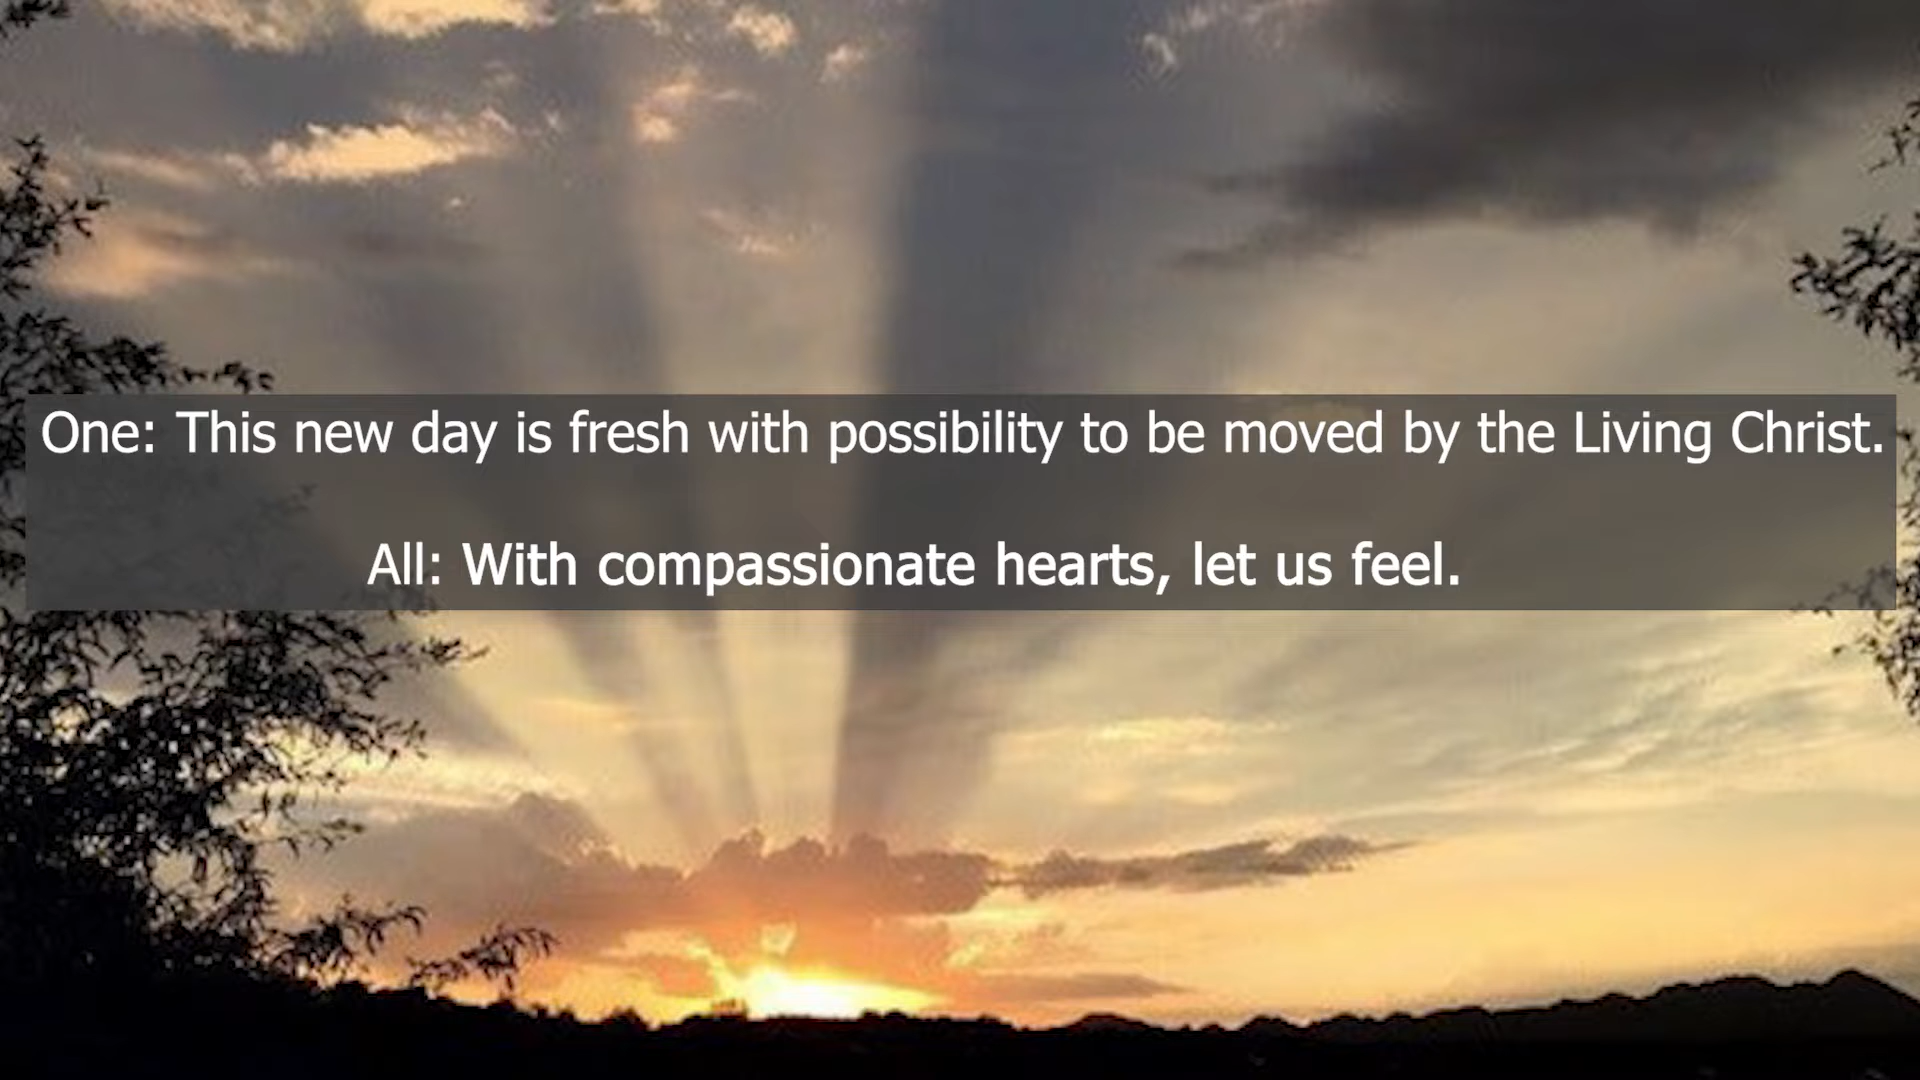 One: This new day is fresh with possibility to be moved by the Living Christ.
All: With compassionate hearts, let us feel.